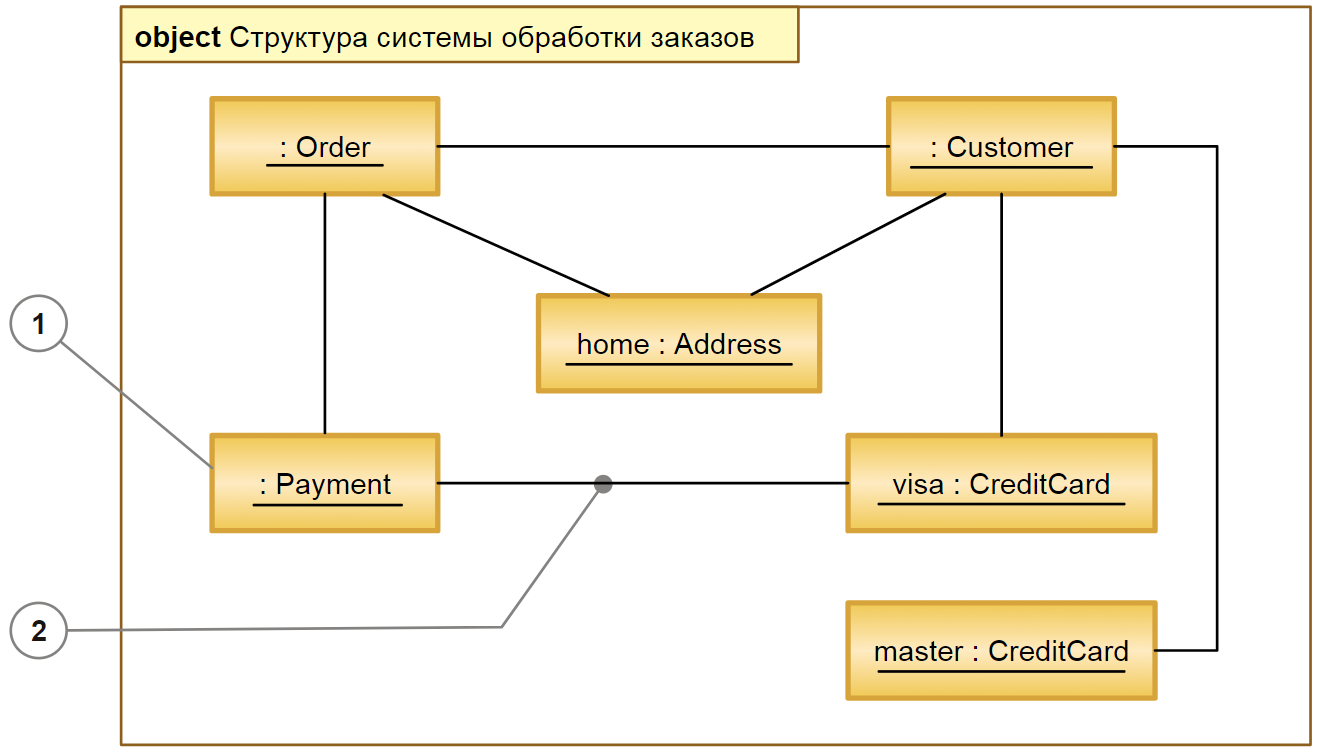 object Структура системы обработки заказов
: Order
: Customer
1
home : Address
: Payment
visa : CreditCard
2
master : CreditCard